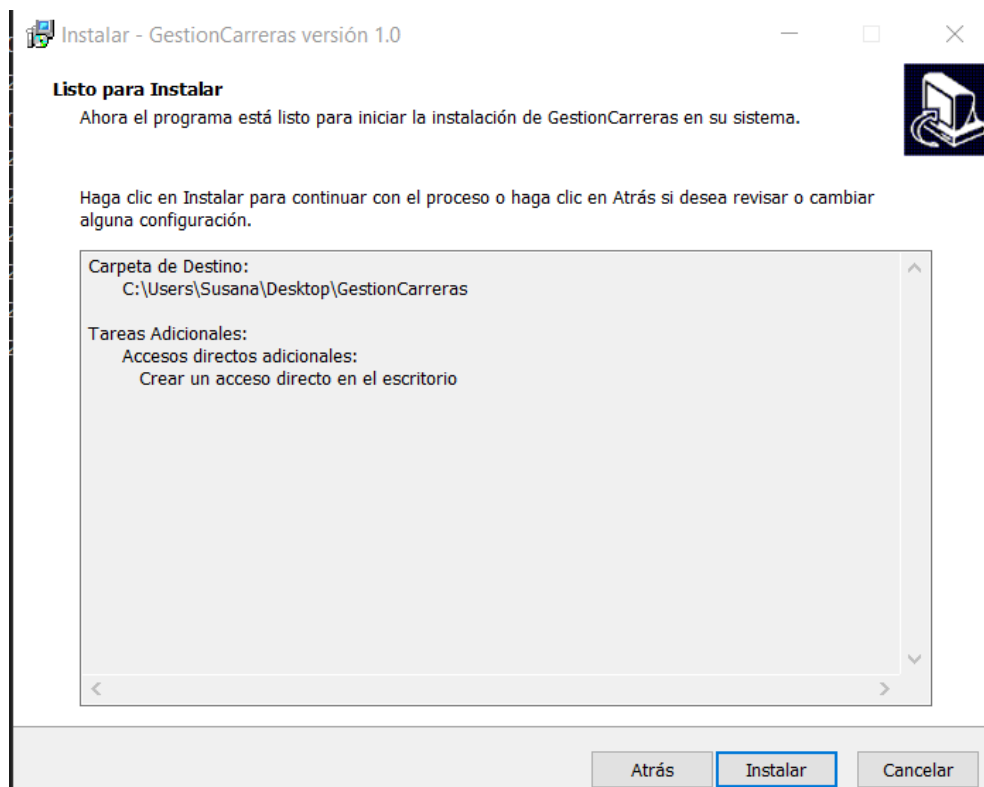 Instalar - GestionCarreras versión 1.0
Listo para Instalar
Ahora el programa está listo para iniciar la instalación de GestionCarreras en su sistema.
Haga clic en Instalar para continuar con el proceso o haga clic en Atrás si desea revisar o cambiar
alguna configuración.
Carpeta de Destino:
C:\Users\Susana\Desktop\GestionCarreras
Tareas Adicionales:
Accesos directos adicionales:
Crear un acceso directo en el escritorio
Atrás
Instalar
Cancelar